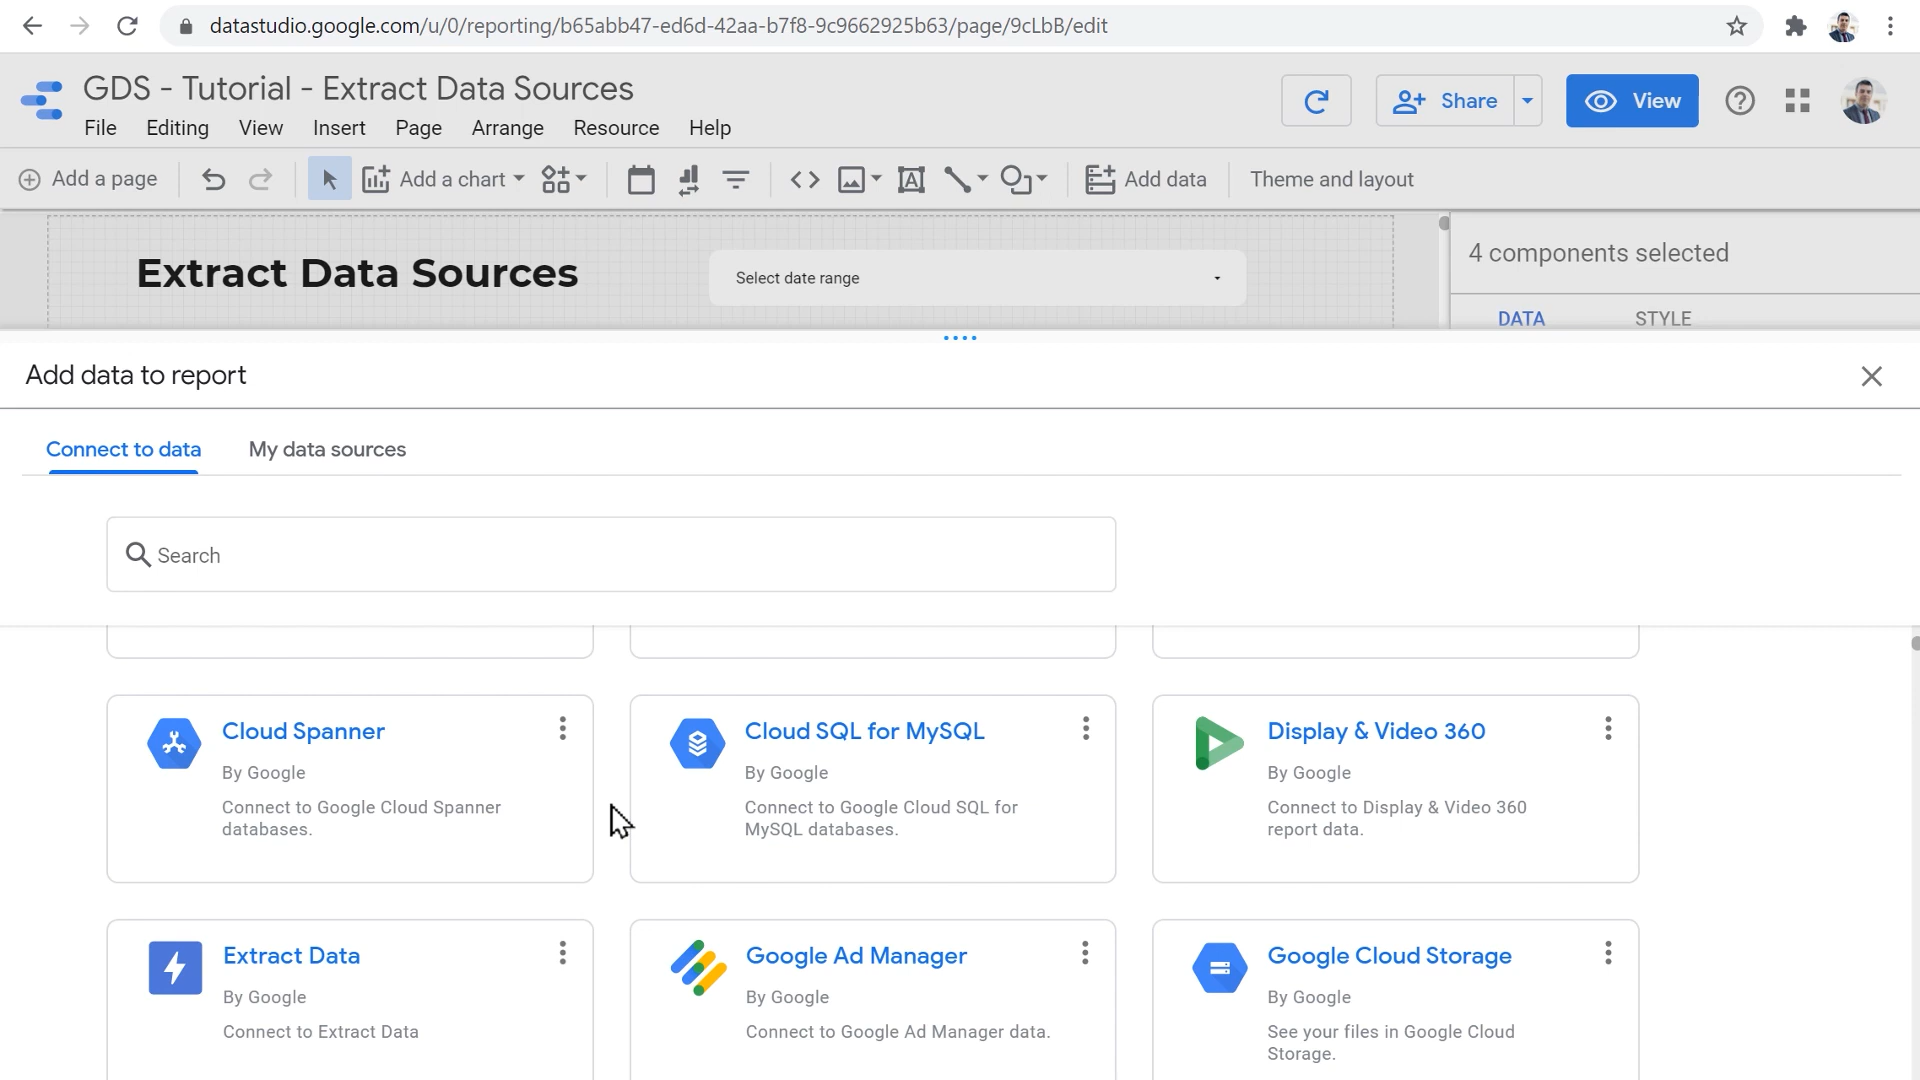 datastudio.google.com/u/0/reporting/b65abb47-ed6d-42aa-b7f8-9c9662925b63/page/9cLbB/edit
GDS - Tutorial - Extract Data Sources
File Editing View Insert Page Arrange Resource Help
Share
View
Add a page
Add a chart
Add data
Theme and layout
Extract Data Sources
Select date range
4 components selected
DATA STYLE
Add data to report
Connect to data My data sources
Search
Cloud Spanner
By Google
Connect to Google Cloud Spanner
databases.
Cloud SQL for MySQL
By Google
Connect to Google Cloud SQL for
MySQL databases.
Display & Video 360
By Google
Connect to Display & Video 360
report data.
Extract Data
By Google
Connect to Extract Data
Google Ad Manager
By Google
Connect to Google Ad Manager data.
Google Cloud Storage
By Google
See your files in Google Cloud
Storage.